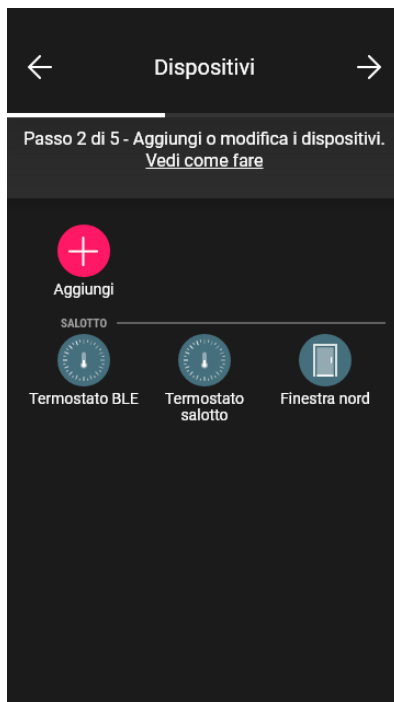 Dispositivi
Passo 2 di 5 - Aggiungi o modifica i dispositivi.
Vedi come fare
Aggiungi
SALOTTO
Termostato BLE
Termostato
salotto
Finestra nord